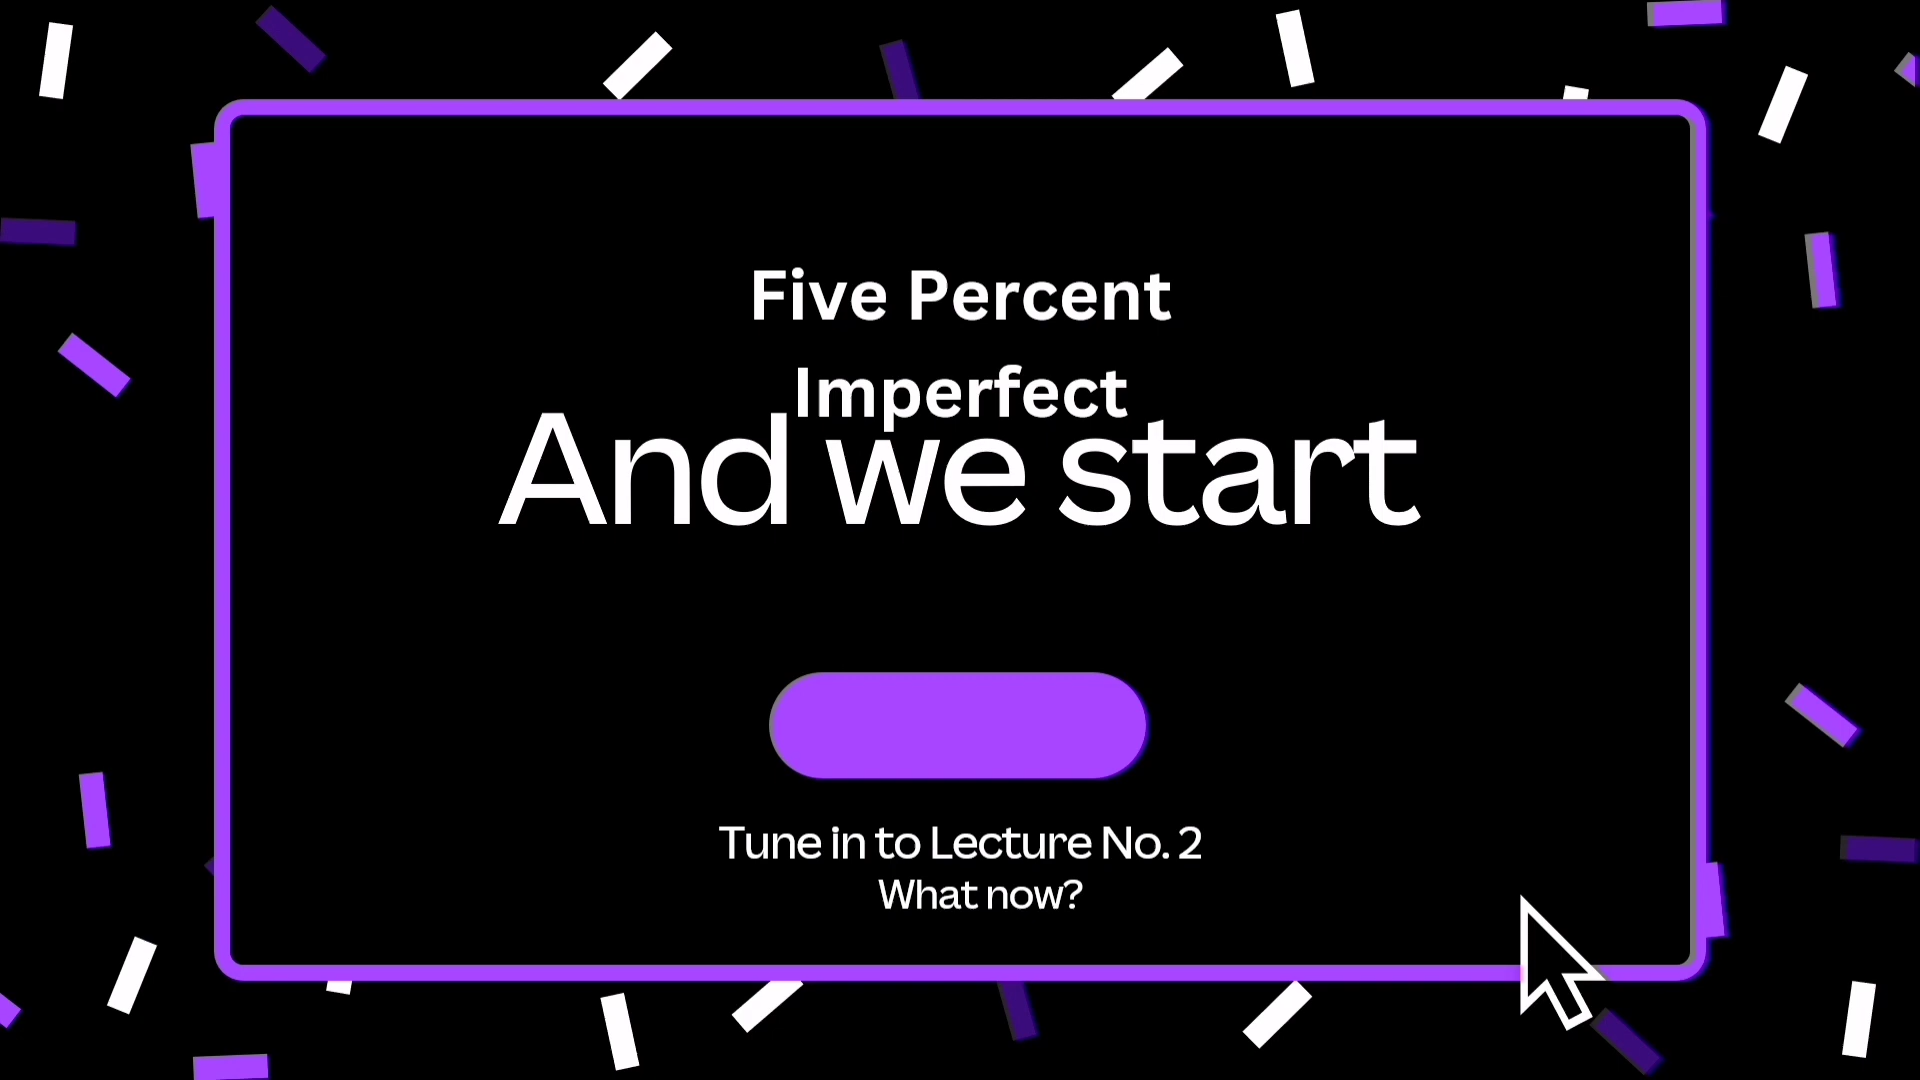 Five Percent
Imperfect
And we start
Tune in to Lecture No. 2
What now?